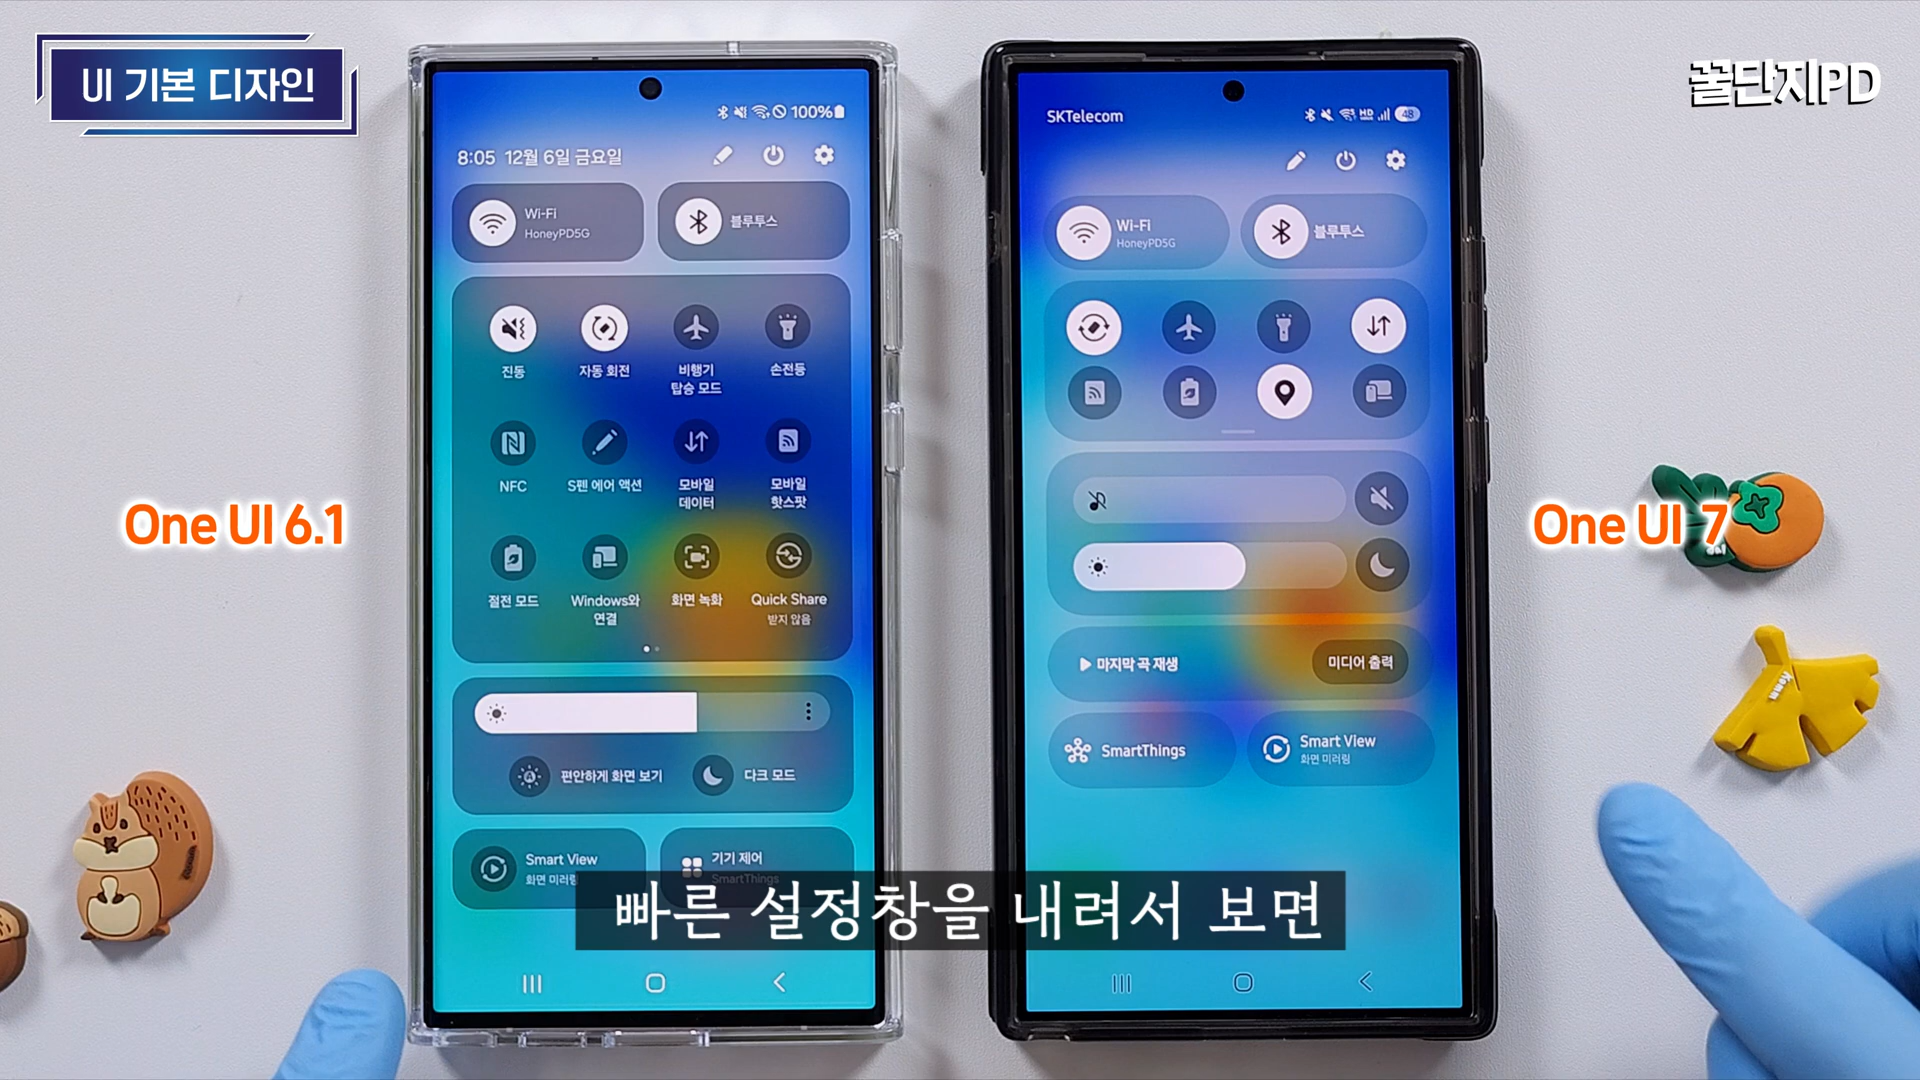 UI 기본 디자인
꿀단지PD
One UI 6.1
One UI 7
100%
8:05 12월 6일 금요일
Wi-Fi
HoneyPD5G
블루투스
진동
자동 회전
비행기
탑승 모드
손전등
NFC
S펜 에어 액션
모바일
데이터
모바일
핫스팟
절전 모드
Windows와
연결
화면 녹화
Quick Share
받지 않음
편안하게 화면 보기
다크 모드
Smart View
화면 미러링
기기 제어
SmartThings
SKTelecom
HD
48
Wi-Fi
HoneyPD5G
블루투스
마지막 곡 재생
미디어 출력
SmartThings
Smart View
화면 미러링
빠른 설정창을 내려서 보면